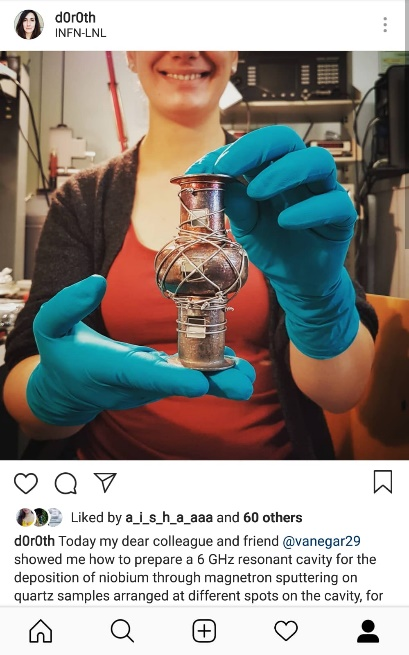 d0r0th
INFN-LNL
Liked by a_i_s_h_a_aaa and 60 others
d0r0th Today my dear colleague and friend @vanegar29
showed me how to prepare a 6 GHz resonant cavity for the
deposition of niobium through magnetron sputtering on
quartz samples arranged at different spots on the cavity, for